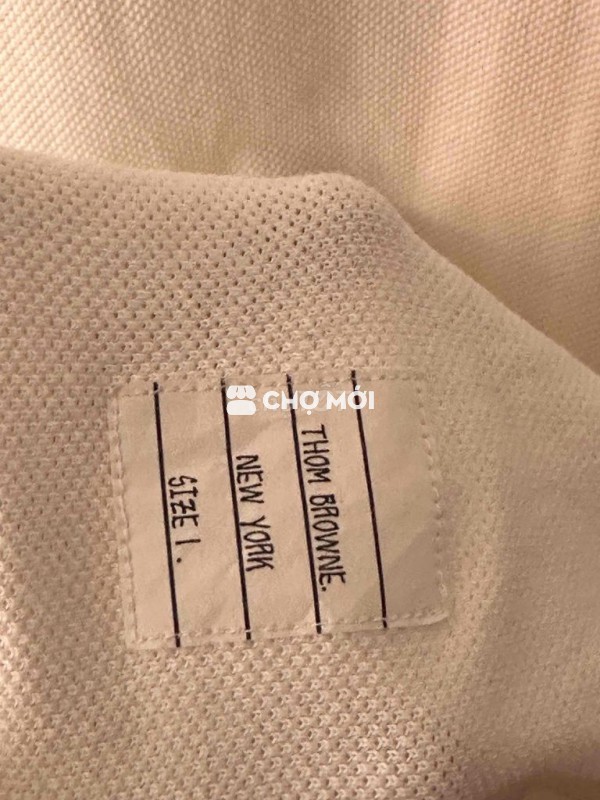 CHỢ MỚI
THOM BROWNE.
NEW YORK
SIZE 1.